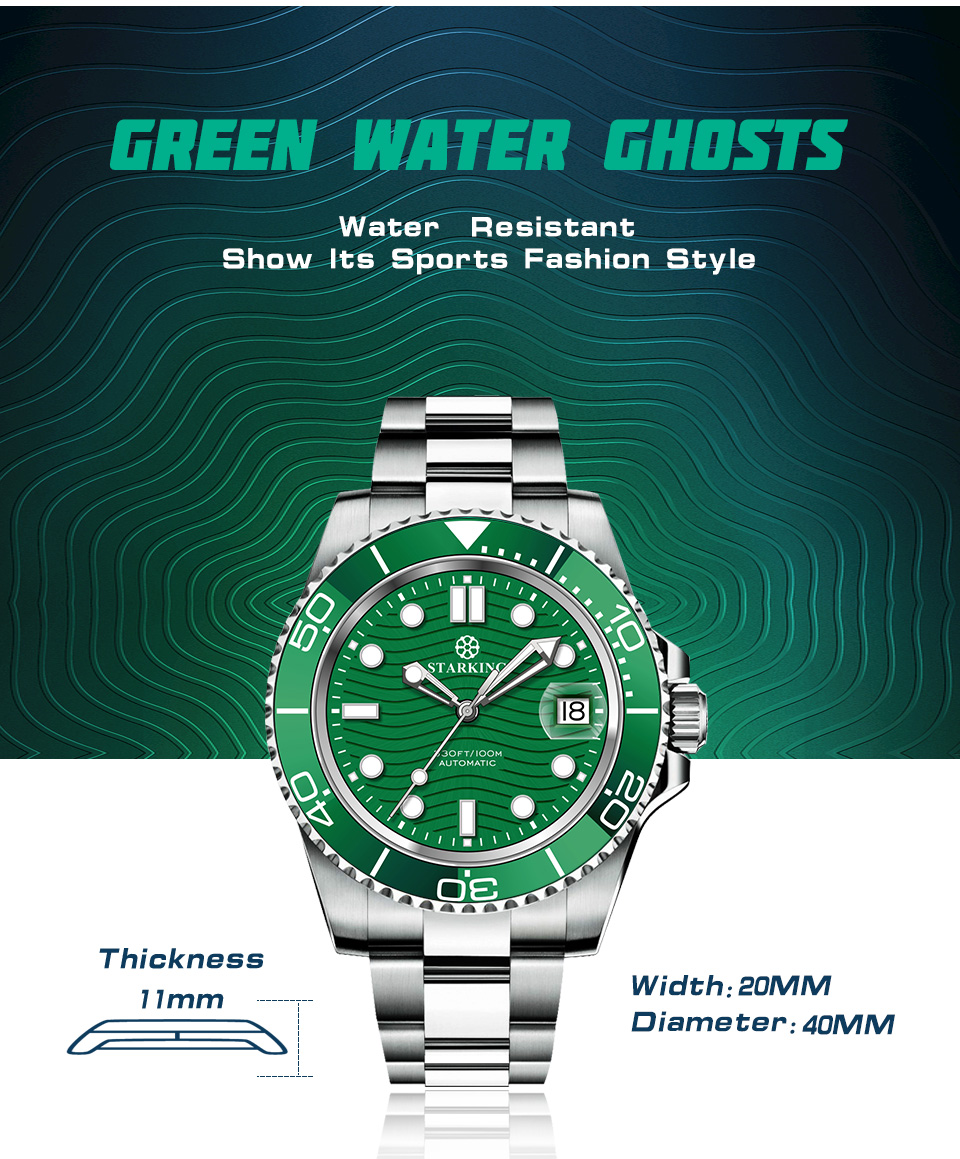 GREEN WATER GHOSTS
Water Resistant
Show Its Sports Fashion Style
50
10
STARKING
18
330FT/100M
AUTOMATIC
40
20
30
Thickness
11mm
Width: 20MM
Diameter: 40MM